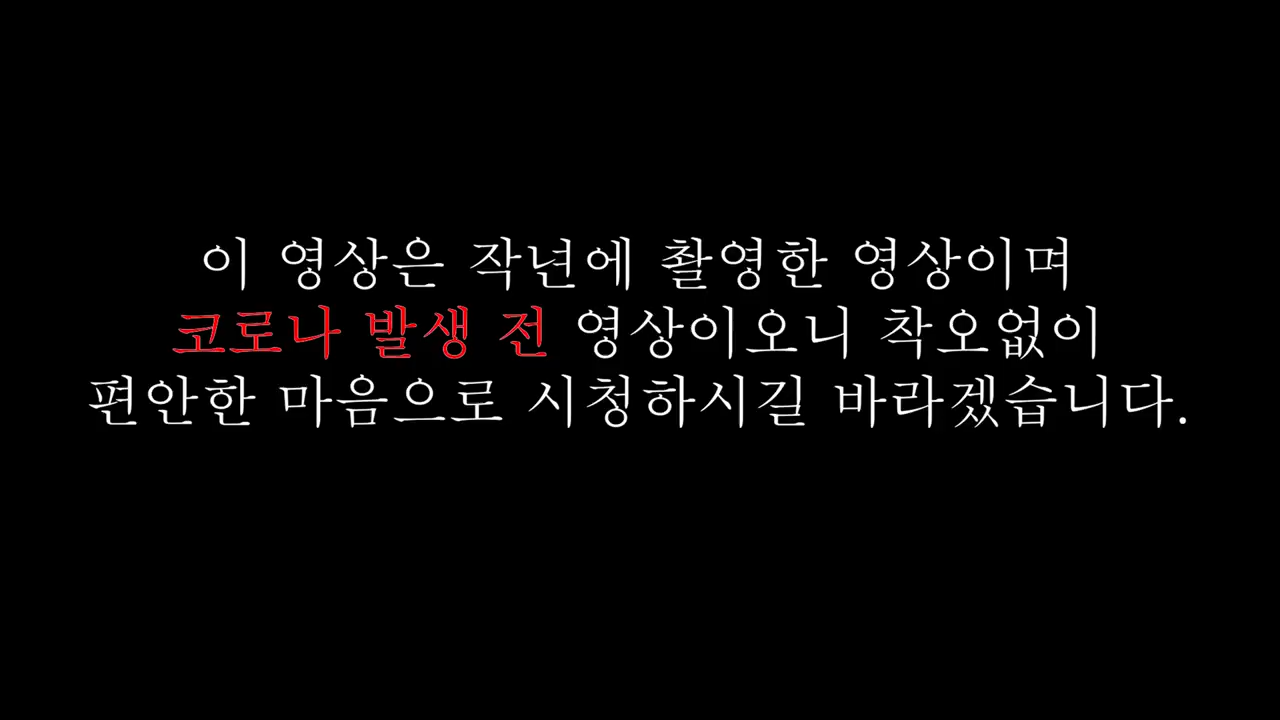 이 영상은 작년에 촬영한 영상이며
코로나 발생 전 영상이오니 착오없이
편안한 마음으로 시청하시길 바라겠습니다.